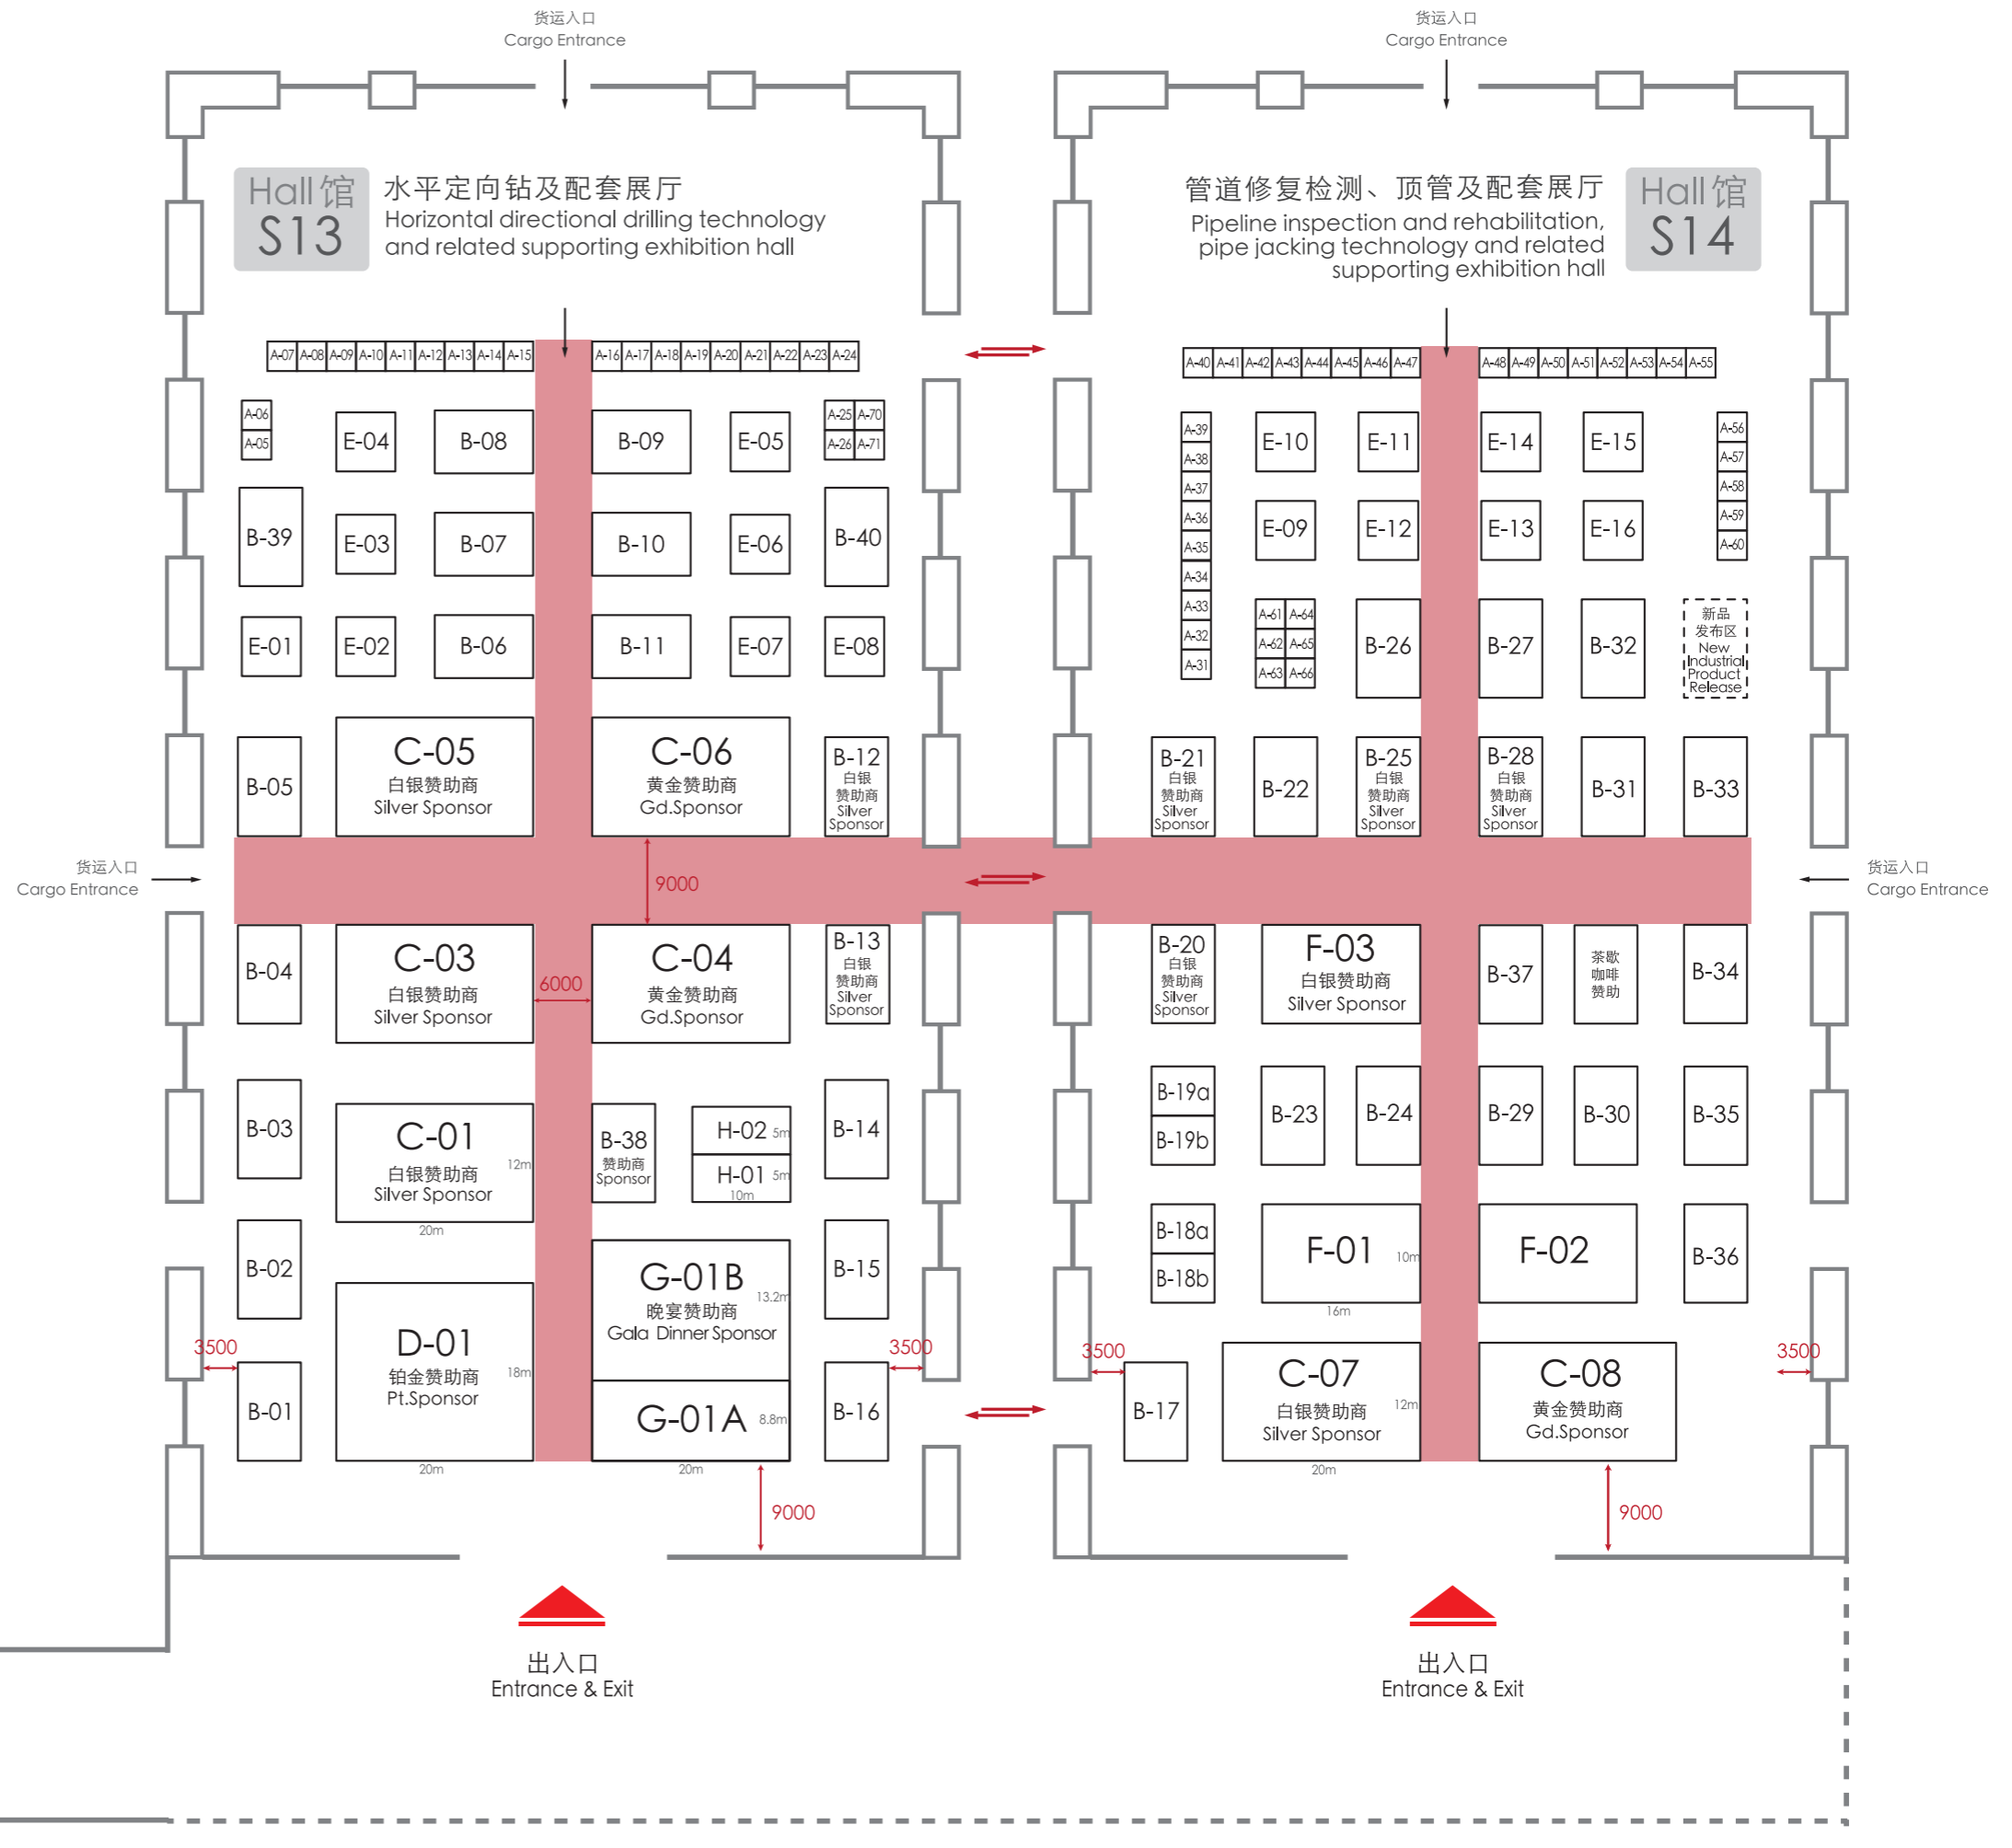 货运入口
Cargo Entrance
货运入口
Cargo Entrance
Hall 馆
S13
水平定向钻及配套展厅
Horizontal directional drilling technology
and related supporting exhibition hall
管道修复检测、顶管及配套展厅
Pipeline inspection and rehabilitation,
pipe jacking technology and related
supporting exhibition hall
Hall 馆
S14
A-07 A-08 A-09 A-10 A-11 A-12 A-13 A-14 A-15
A-16 A-17 A-18 A-19 A-20 A-21 A-22 A-23 A-24
A-06
A-05
E-04
B-08
B-09
E-05
A-25 A-70
A-26 A-71
B-39
E-03
B-07
B-10
E-06
B-40
E-01
E-02
B-06
B-11
E-07
E-08
B-05
C-05
白银赞助商
Silver Sponsor
C-06
黄金赞助商
Gd.Sponsor
B-12
白银
赞助商
Silver
Sponsor
货运入口
Cargo Entrance
9000
B-04
C-03
白银赞助商
Silver Sponsor
6000
C-04
黄金赞助商
Gd.Sponsor
B-13
白银
赞助商
Silver
Sponsor
B-03
C-01
白银赞助商
Silver Sponsor
12m
20m
B-38
赞助商
Sponsor
H-02 5m
H-01 5m
10m
B-14
B-02
D-01
铂金赞助商
Pt.Sponsor
18m
20m
G-01B
晚宴赞助商
Gala Dinner Sponsor
13.2m
B-15
3500
B-01
G-01A 8.8m
20m
3500
B-16
9000
出入口
Entrance & Exit
A-40 A-41 A-42 A-43 A-44 A-45 A-46 A-47
A-48 A-49 A-50 A-51 A-52 A-53 A-54 A-55
A-39
A-38
A-37
A-36
A-35
A-34
A-33
A-32
A-31
E-10
E-11
E-14
E-15
A-56
A-57
A-58
A-59
A-60
E-09
E-12
E-13
E-16
A-61 A-64
A-62 A-65
A-63 A-66
B-26
B-27
B-32
新品
发布区
New
Industrial
Product
Release
B-21
白银
赞助商
Silver
Sponsor
B-22
B-25
白银
赞助商
Silver
Sponsor
B-28
白银
赞助商
Silver
Sponsor
B-31
B-33
货运入口
Cargo Entrance
B-20
白银
赞助商
Silver
Sponsor
F-03
白银赞助商
Silver Sponsor
B-37
茶歇
咖啡
赞助
B-34
B-19a
B-19b
B-23
B-24
B-29
B-30
B-35
B-18a
B-18b
F-01 10m
16m
F-02
B-36
3500
B-17
C-07
白银赞助商
Silver Sponsor
12m
20m
C-08
黄金赞助商
Gd.Sponsor
3500
9000
出入口
Entrance & Exit